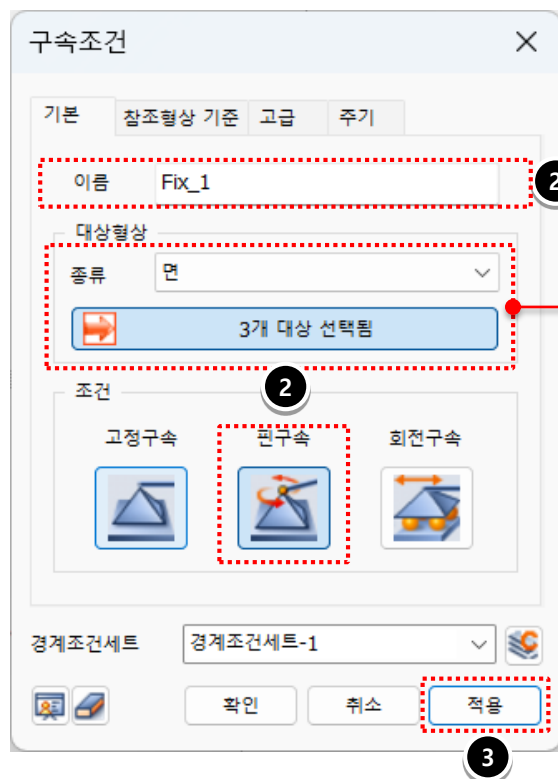 구속조건
기본 참조형상 기준 고급 주기
이름 Fix_1
2
대상형상
종류 면
3개 대상 선택됨
2
조건
고정구속 핀구속 회전구속
경계조건세트 경계조건세트-1
확인 취소 적용
3